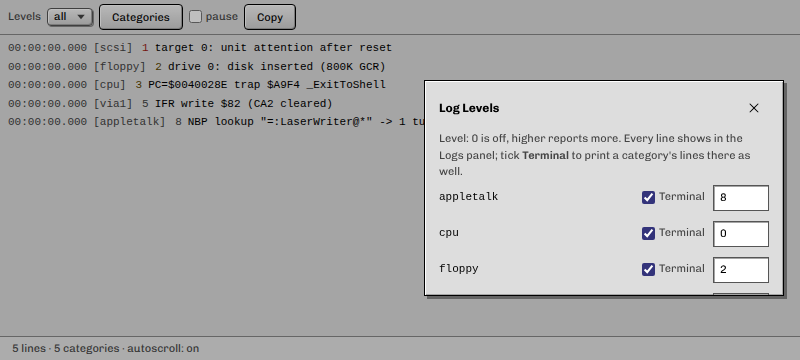 Levels all Categories pause Copy
00:00:00.000 [scsi] 1 target 0: unit attention after reset
00:00:00.000 [floppy] 2 drive 0: disk inserted (800K GCR)
00:00:00.000 [cpu] 3 PC=$0040028E trap $A9F4 _ExitToShell
00:00:00.000 [via1] 5 IFR write $82 (CA2 cleared)
00:00:00.000 [appletalk] 8 NBP lookup "=:LaserWriter@*" -> 1 tu
Log Levels
Level: 0 is off, higher reports more. Every line shows in the
Logs panel; tick Terminal to print a category's lines there as
well.
appletalk Terminal 8
cpu Terminal 0
floppy Terminal 2
5 lines · 5 categories · autoscroll: on